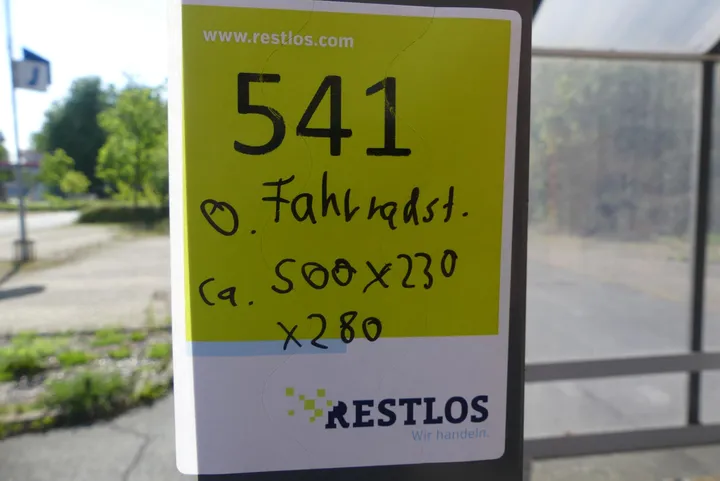 www.restlos.com
541
O. Fahrradst.
ca. 500x230
x280
RESTLOS
Wir handeln.